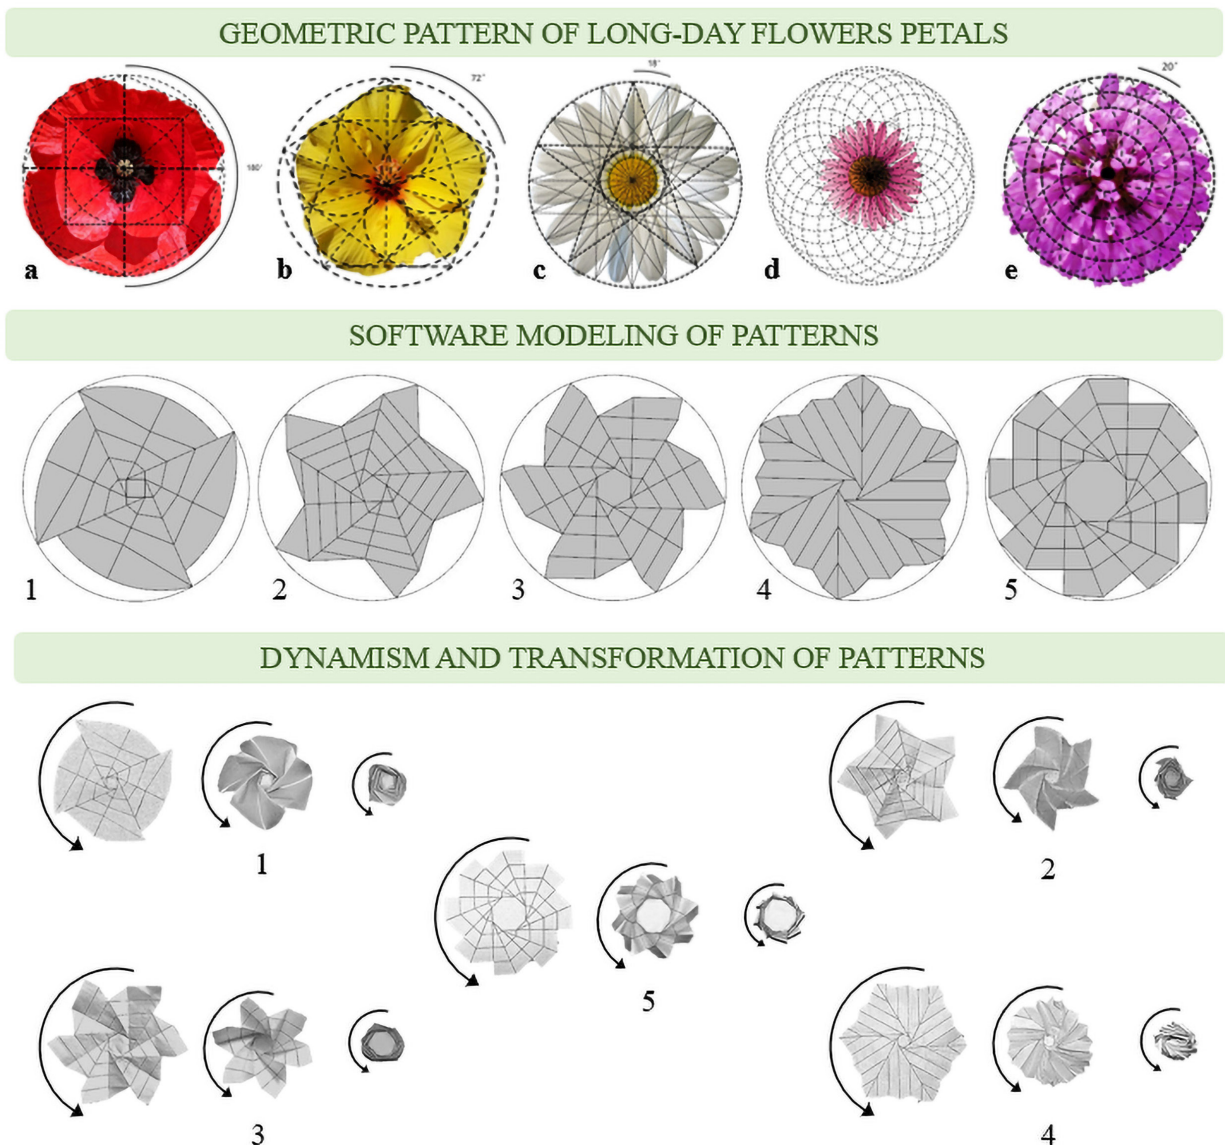 GEOMETRIC PATTERN OF LONG-DAY FLOWERS PETALS
180°
72°
18°
20°
a
b
c
d
e
SOFTWARE MODELING OF PATTERNS
1
2
3
4
5
DYNAMISM AND TRANSFORMATION OF PATTERNS
1
2
5
3
4